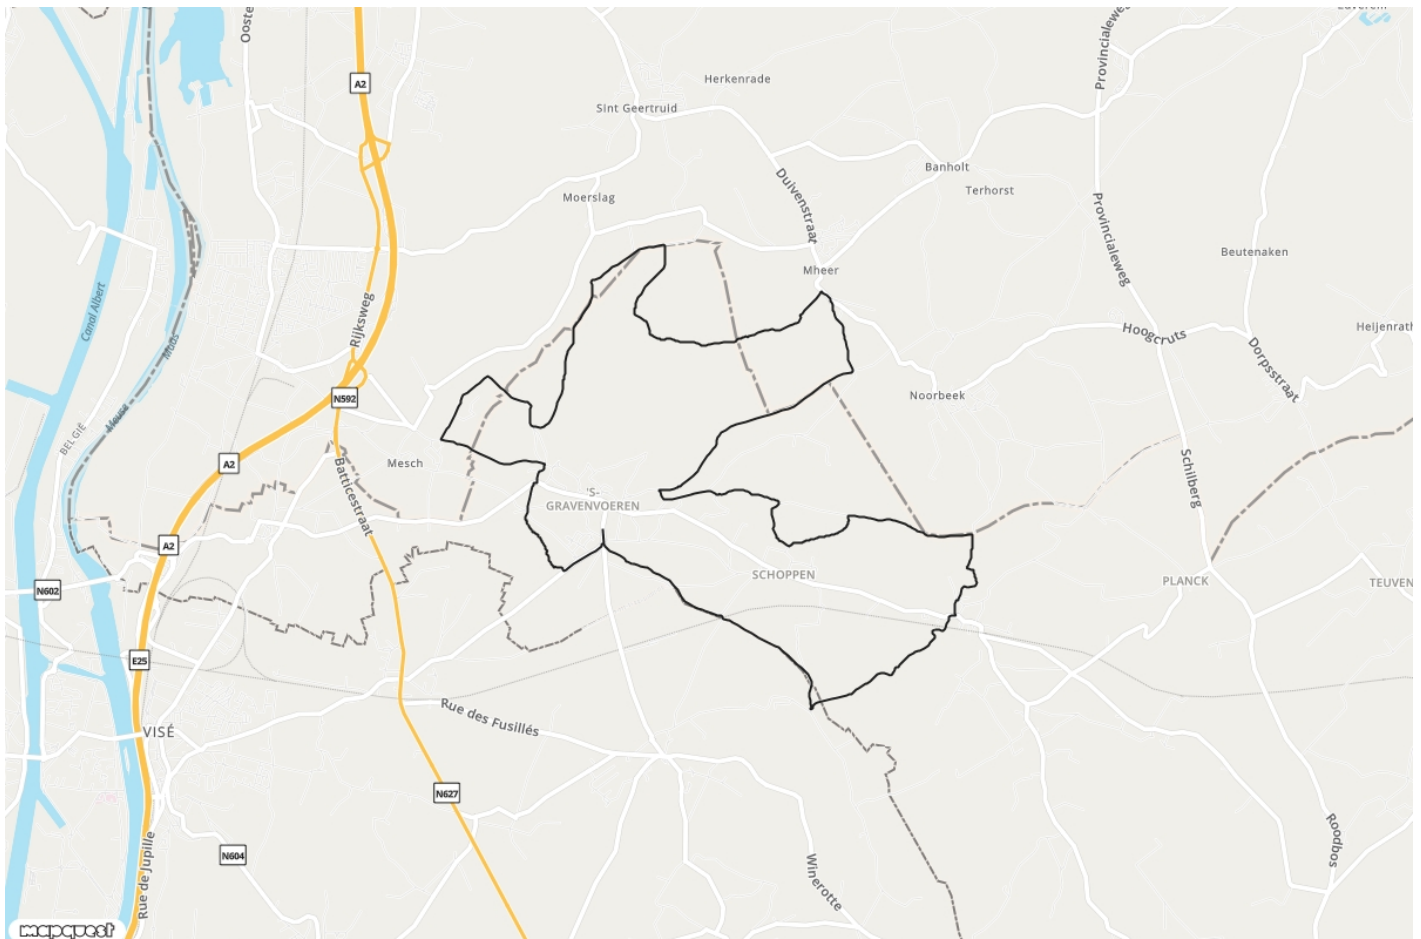 Ooste
Provincialeweg
A2
Herkenrade
Sint Geertruid
Banholt
Terhorst
Duivenstraat
Moerslag
Provincialeweg
Beutenaken
Mheer
Canal Albert
Rijksweg
Hoogcruts
Heijenrath
Maas
Dorpsstraat
N592
Noorbeek
Meuse
BELGIË
Mesch
A2
Batticestraat
Schilberg
'S-
GRAVENVOEREN
A2
SCHOPPEN
PLANCK
TEUVEN
N602
E25
Rue des Fusillés
VISÉ
N627
N604
Rue de Jupille
Winerotte
Roodbos
mapquest